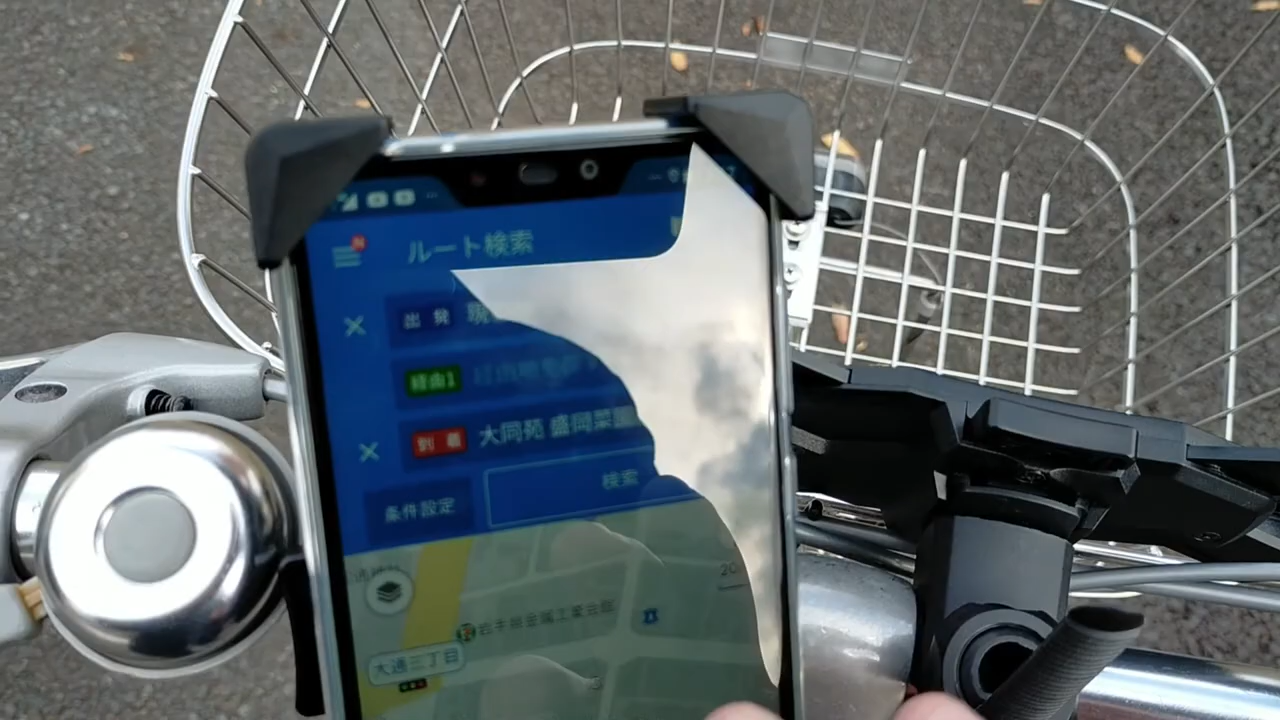 N
ルート検索
出発 現
経由1
到着 大同苑 盛岡菜園
検索
条件設定
20
岩手県金属工業会館
大通三丁目